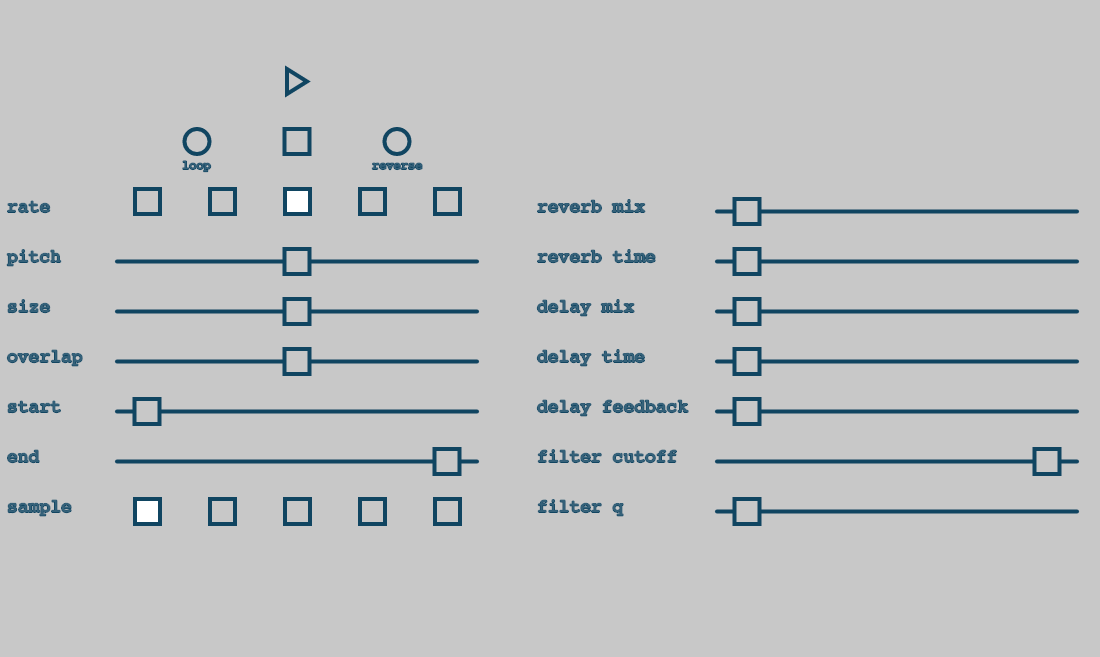 loop
reverse
rate
pitch
size
overlap
start
end
sample
reverb mix
reverb time
delay mix
delay time
delay feedback
filter cutoff
filter q